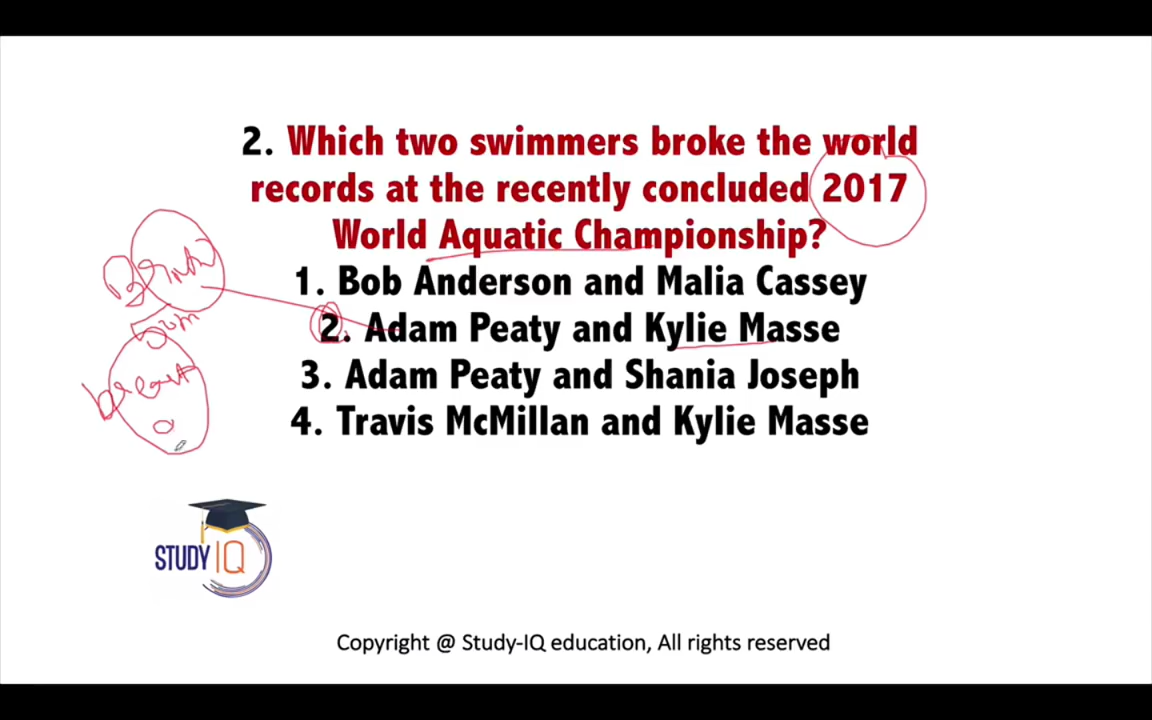 2. Which two swimmers broke the world
records at the recently concluded 2017
World Aquatic Championship?
1. Bob Anderson and Malia Cassey
2. Adam Peaty and Kylie Masse
3. Adam Peaty and Shania Joseph
4. Travis McMillan and Kylie Masse
50m
breast
STUDY IQ
Copyright @ Study-IQ education, All rights reserved